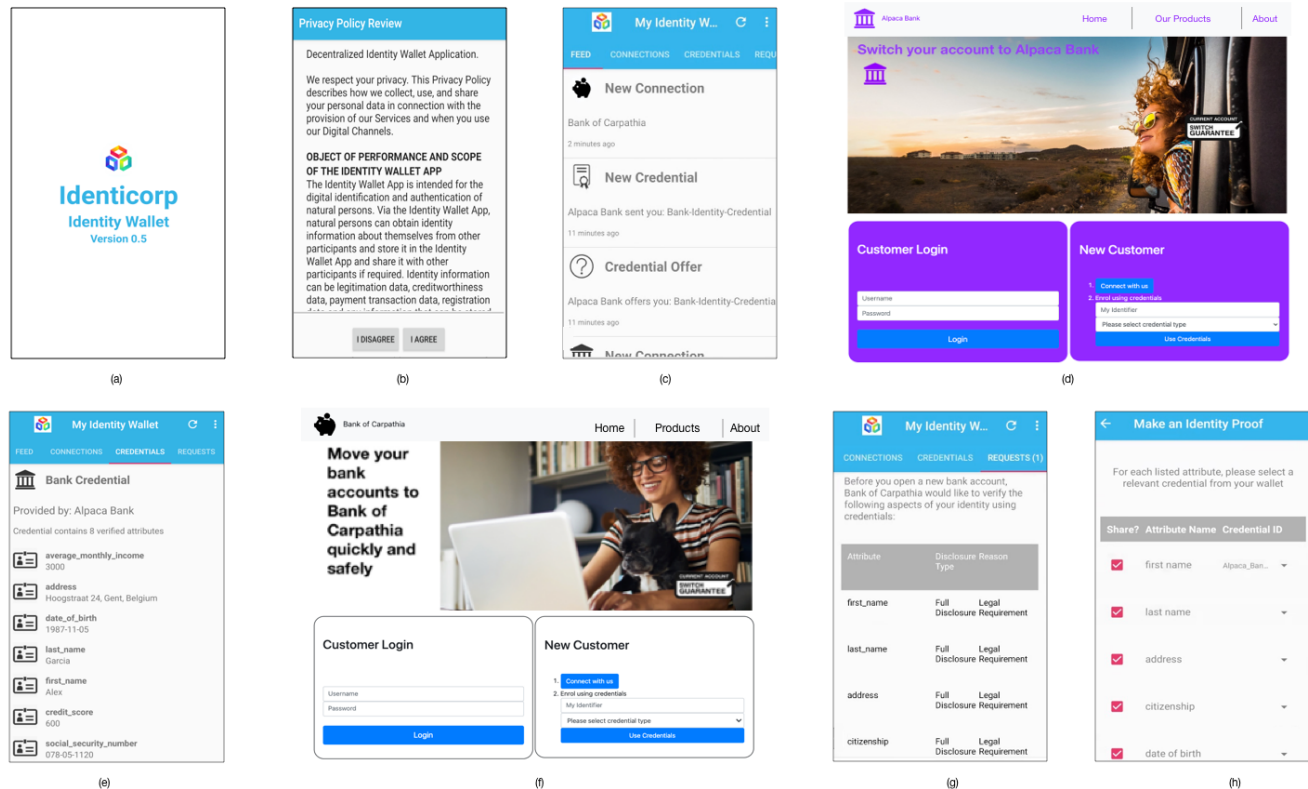 Identicorp
Identity Wallet
Version 0.5
(a)
Privacy Policy Review
Decentralized Identity Wallet Application.
We respect your privacy. This Privacy Policy
describes how we collect, use, and share
your personal data in connection with the
provision of our Services and when you use
our Digital Channels.
OBJECT OF PERFORMANCE AND SCOPE
OF THE IDENTITY WALLET APP
The Identity Wallet App is intended for the
digital identification and authentication of
natural persons. Via the Identity Wallet App,
natural persons can obtain identity
information about themselves from other
participants and store it in the Identity
Wallet App and share it with other
participants if required. Identity information
can be legitimation data, creditworthiness
data, payment transaction data, registration
I DISAGREE
I AGREE
(b)
My Identity W...
FEED CONNECTIONS CREDENTIALS REQU
New Connection
Bank of Carpathia
2 minutes ago
New Credential
Alpaca Bank sent you: Bank-Identity-Credential
11 minutes ago
Credential Offer
Alpaca Bank offers you: Bank-Identity-Credentia
11 minutes ago
New Connection
(c)
Alpaca Bank
Home
Our Products
About
Switch your account to Alpaca Bank
CURRENT ACCOUNT
SWITCH
GUARANTEE
Customer Login
Username
Password
Login
New Customer
1. Connect with us
2. Enrol using credentials
My Identifier
Please select credential type
Use Credentials
(d)
My Identity Wallet
FEED CONNECTIONS CREDENTIALS REQUESTS
Bank Credential
Provided by: Alpaca Bank
Credential contains 8 verified attributes
average_monthly_income
3000
address
Hoogstraat 24, Gent, Belgium
date_of_birth
1987-11-05
last_name
Garcia
first_name
Alex
credit_score
600
social_security_number
078-05-1120
(e)
Bank of Carpathia
Home
Products
About
Move your
bank
accounts to
Bank of
Carpathia
quickly and
safely
CURRENT ACCOUNT
SWITCH
GUARANTEE
Customer Login
Username
Password
Login
New Customer
1. Connect with us
2. Enrol using credentials
My Identifier
Please select credential type
Use Credentials
(f)
My Identity W...
CONNECTIONS CREDENTIALS REQUESTS (1)
Before you open a new bank account,
Bank of Carpathia would like to verify the
following aspects of your identity using
credentials:
Attribute Disclosure Reason
Type
first_name Full Legal
Disclosure Requirement
last_name Full Legal
Disclosure Requirement
address Full Legal
Disclosure Requirement
citizenship Full Legal
Disclosure Requirement
(g)
Make an Identity Proof
For each listed attribute, please select a
relevant credential from your wallet
Share? Attribute Name Credential ID
first name Alpaca_Ban...
last name
address
citizenship
date of birth
(h)